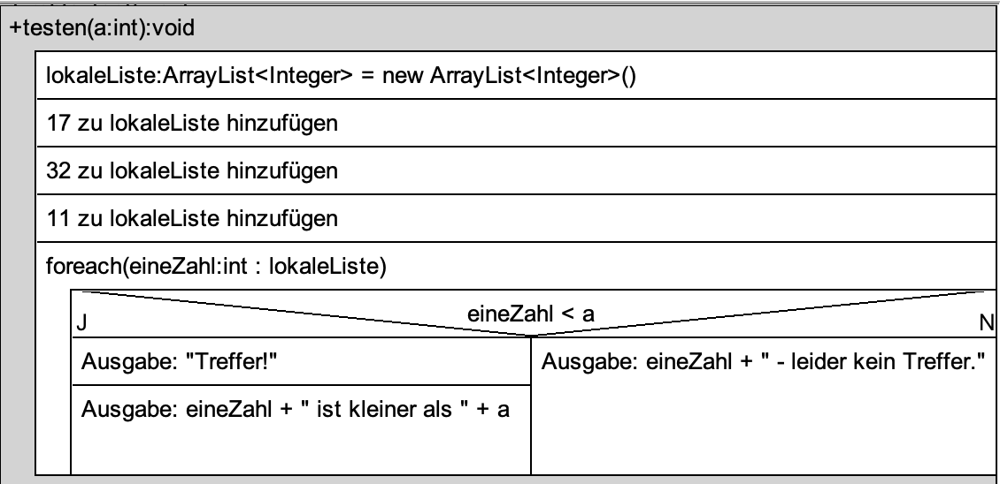 +testen(a:int):void
lokaleListe:ArrayList<Integer> = new ArrayList<Integer>()
17 zu lokaleListe hinzufügen
32 zu lokaleListe hinzufügen
11 zu lokaleListe hinzufügen
foreach(eineZahl:int : lokaleListe)
eineZahl < a
J
N
Ausgabe: "Treffer!"
Ausgabe: eineZahl + " - leider kein Treffer."
Ausgabe: eineZahl + " ist kleiner als " + a